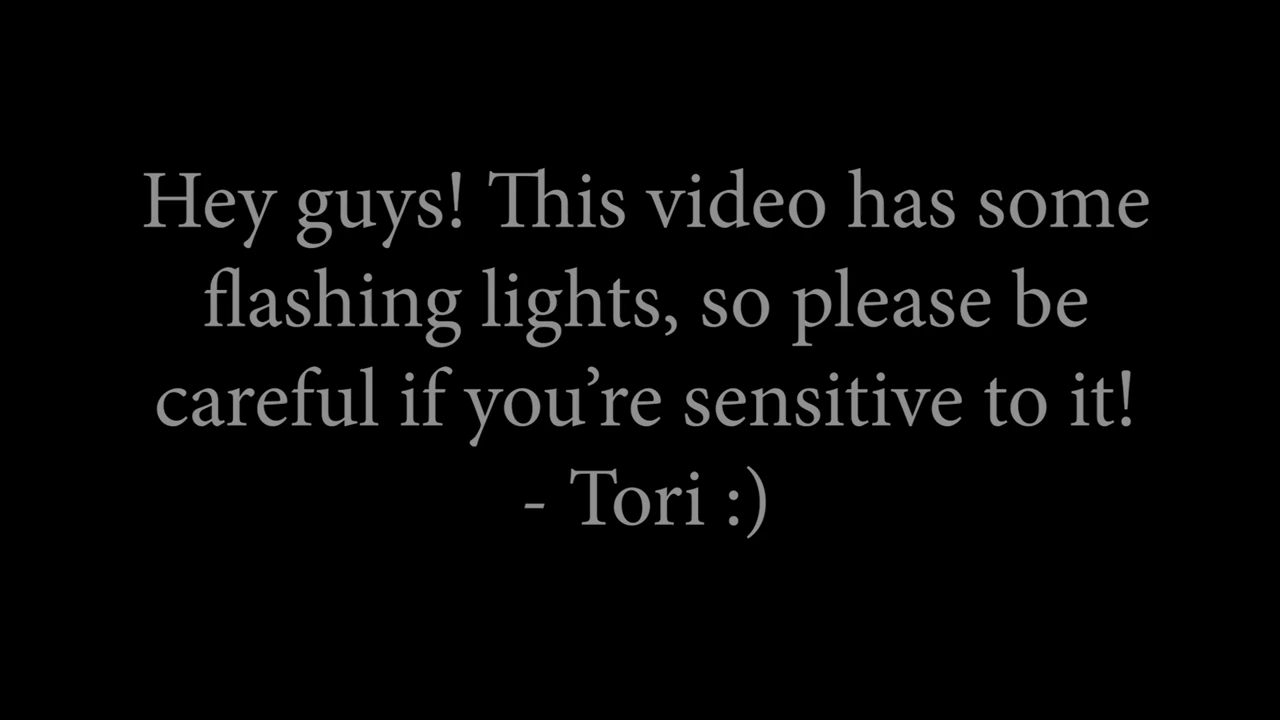 Hey guys! This video has some
flashing lights, so please be
careful if you’re sensitive to it!
- Tori :)